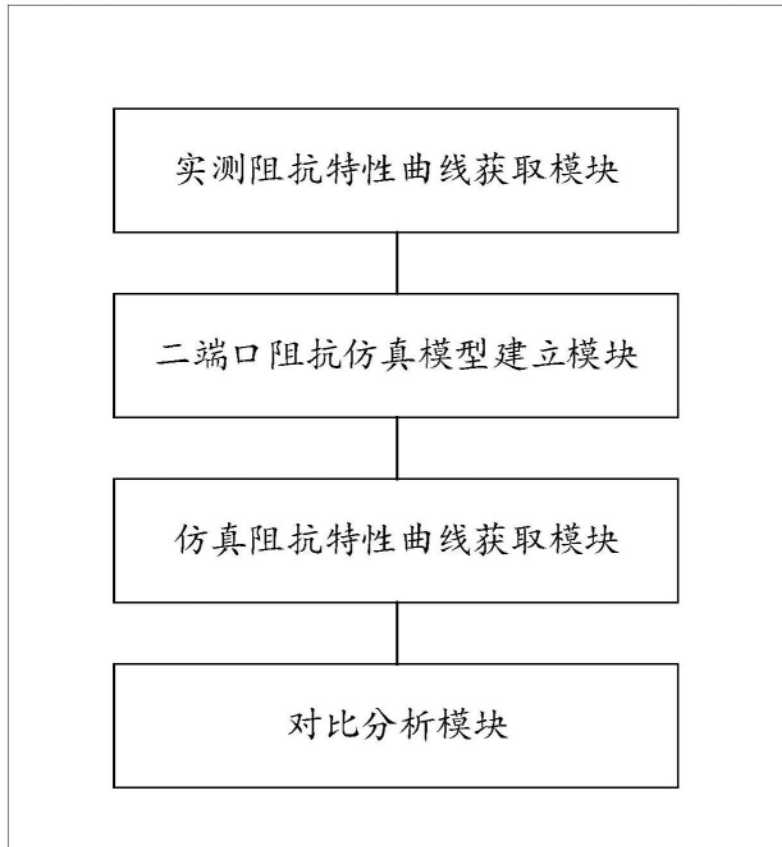 实测阻抗特性曲线获取模块
二端口阻抗仿真模型建立模块
仿真阻抗特性曲线获取模块
对比分析模块